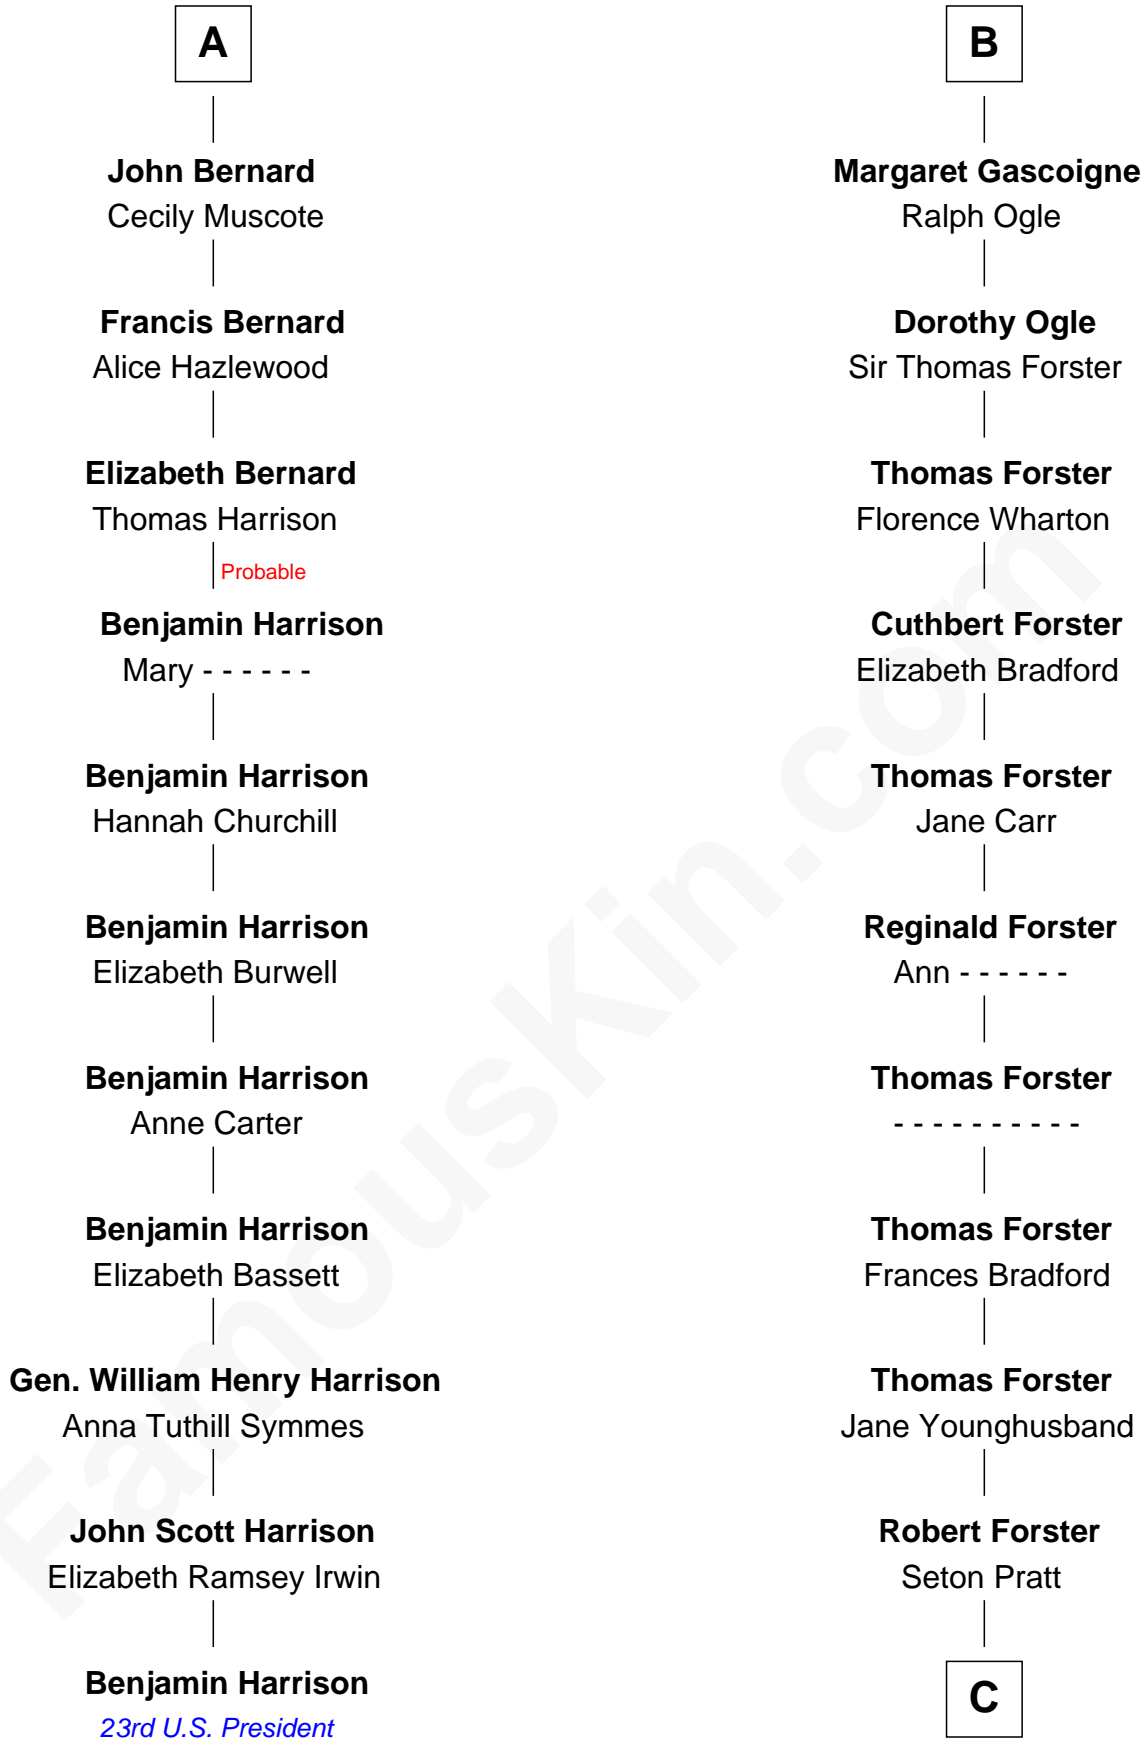 A
John Bernard
Cecily Muscote
Francis Bernard
Alice Hazlewood
Elizabeth Bernard
Thomas Harrison
Probable
Benjamin Harrison
Mary - - - - - -
Benjamin Harrison
Hannah Churchill
Benjamin Harrison
Elizabeth Burwell
Benjamin Harrison
Anne Carter
Benjamin Harrison
Elizabeth Bassett
Gen. William Henry Harrison
Anna Tuthill Symmes
John Scott Harrison
Elizabeth Ramsey Irwin
Benjamin Harrison
23rd U.S. President
B
Margaret Gascoigne
Ralph Ogle
Dorothy Ogle
Sir Thomas Forster
Thomas Forster
Florence Wharton
Cuthbert Forster
Elizabeth Bradford
Thomas Forster
Jane Carr
Reginald Forster
Ann - - - - - -
Thomas Forster
- - - - - - - - - -
Thomas Forster
Frances Bradford
Thomas Forster
Jane Younghusband
Robert Forster
Seton Pratt
C
FamousKin.com